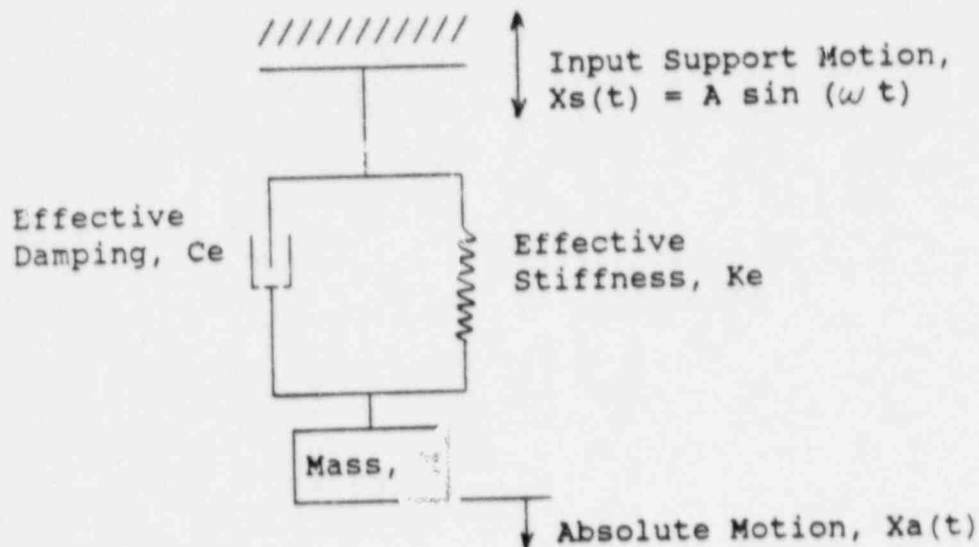 Input Support Motion,
Xs(t) = A sin (ω t)
Effective
Damping, Ce
Effective
Stiffness, Ke
Mass,
Absolute Motion, Xa(t)